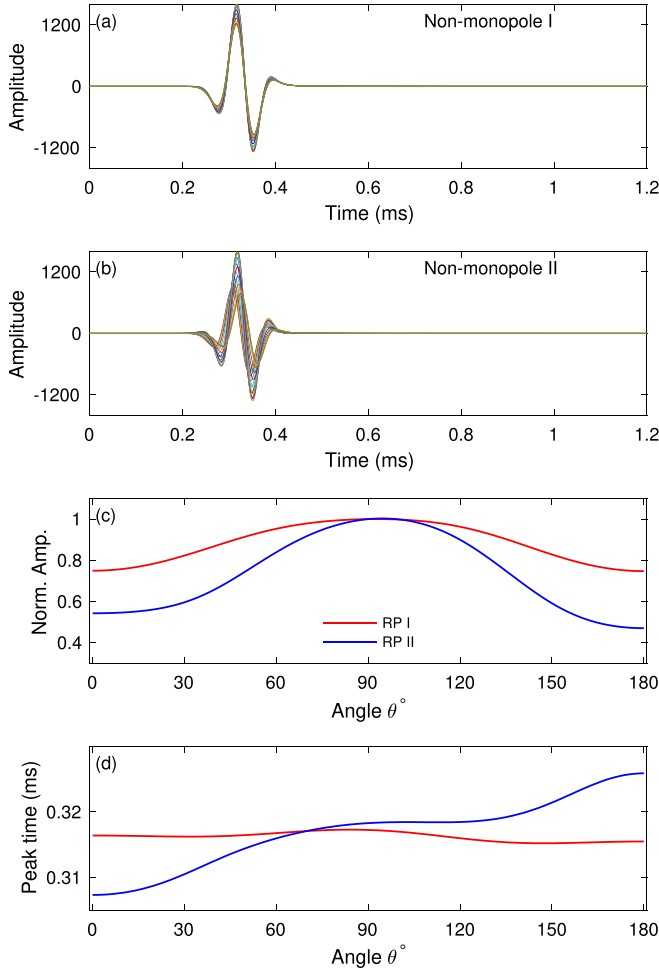 (a) Non-monopole I
1200
0
-1200
Amplitude
0 0.2 0.4 0.6 0.8 1 1.2
Time (ms)
(b) Non-monopole II
1200
0
-1200
Amplitude
0 0.2 0.4 0.6 0.8 1 1.2
Time (ms)
(c)
1
0.8
0.6
0.4
Norm. Amp.
RP I
RP II
0 30 60 90 120 150 180
Angle θ°
(d)
0.32
0.31
Peak time (ms)
0 30 60 90 120 150 180
Angle θ°